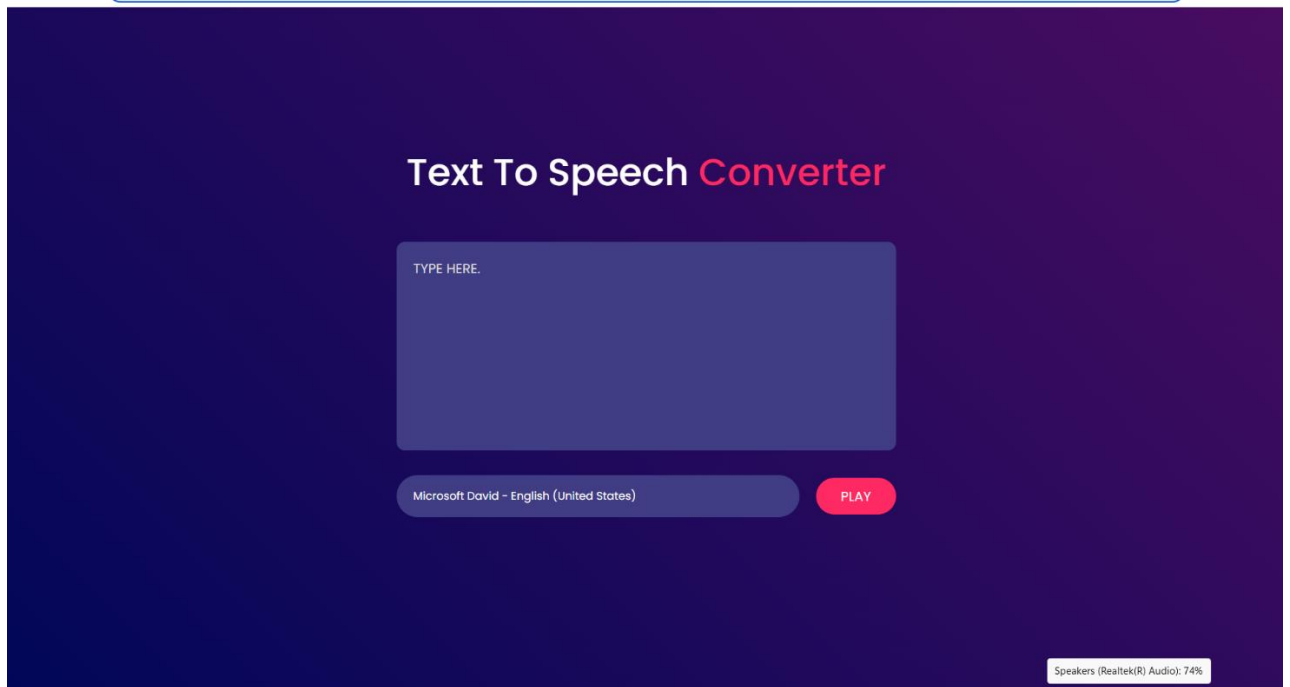 Text To Speech Converter
TYPE HERE.
Microsoft David - English (United States)
PLAY
Speakers (Realtek(R) Audio): 74%